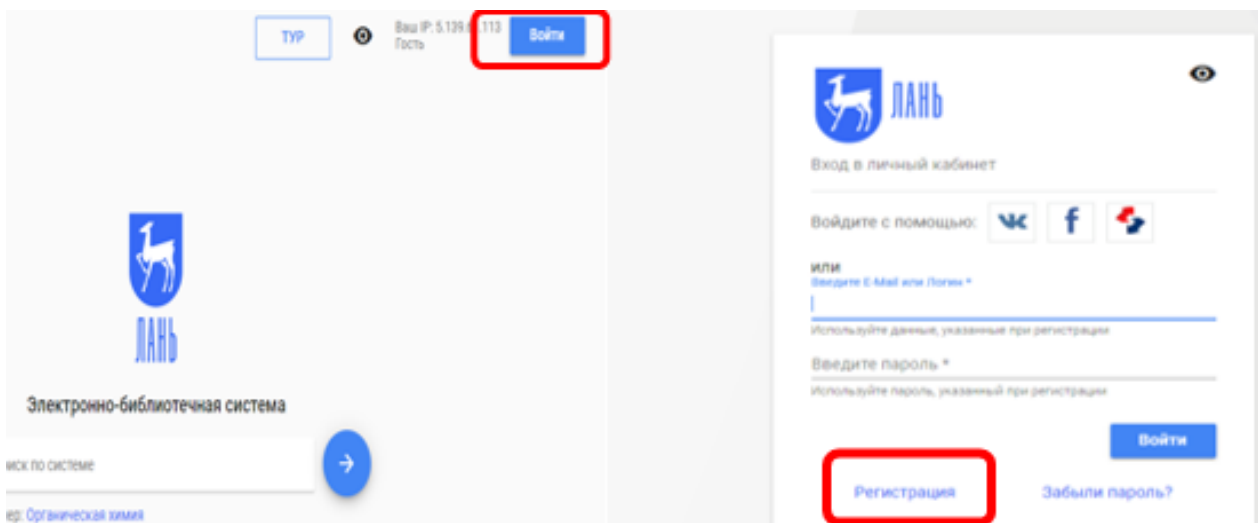 ТУР
Ваш IP: 5.139.6 .113
Гость
Войти
ЛАНЬ
Электронно-библиотечная система
иск по системе
ер: Органическая химия
ЛАНЬ
Вход в личный кабинет
Войдите с помощью:
или
Введите E-Mail или Логин *
Используйте данные, указанные при регистрации
Введите пароль *
Используйте пароль, указанный при регистрации
Войти
Регистрация
Забыли пароль?